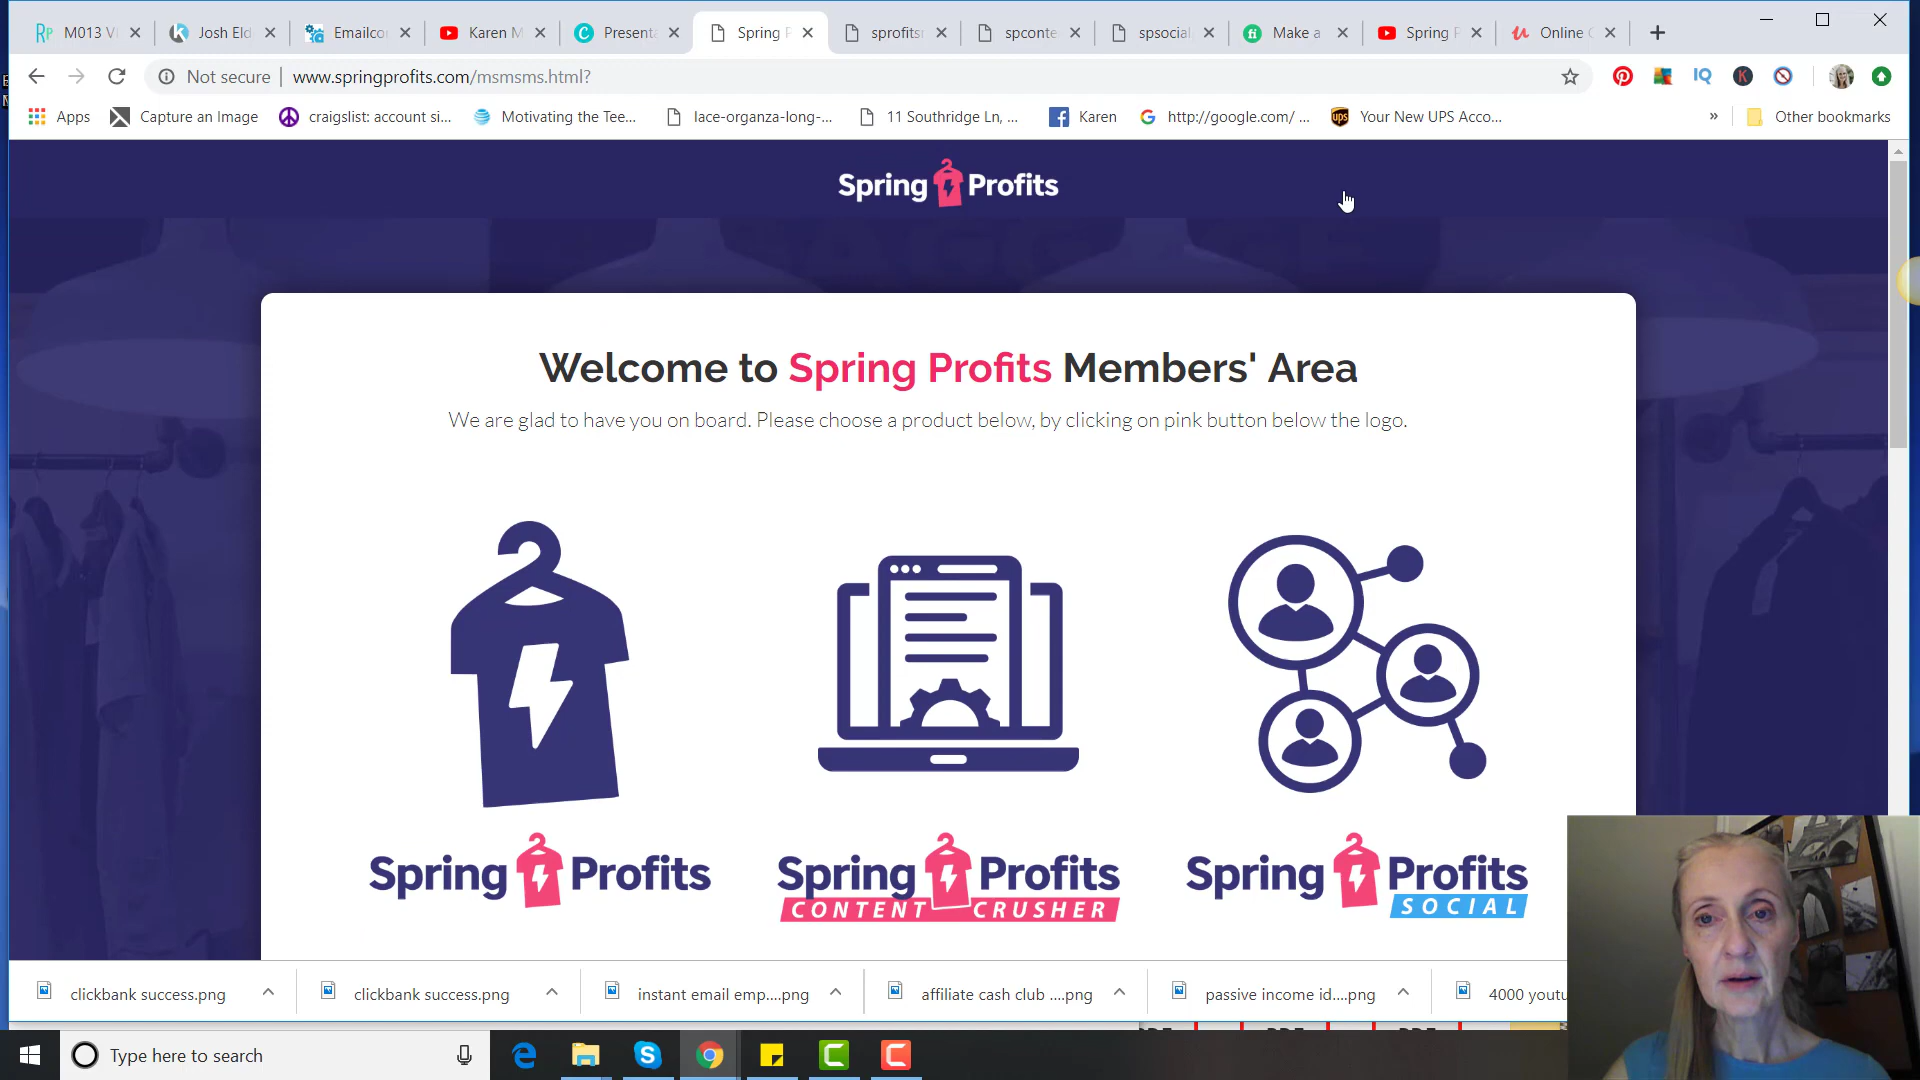 M013 V
Josh Eld
Emailco
Karen M
Presenta
Spring P
sprofits
spconte
spsocial
Make a
Spring P
Online C
Not secure | www.springprofits.com/msmsms.html?
Apps
Capture an Image
craigslist: account si...
Motivating the Tee...
lace-organza-long-...
11 Southridge Ln, ...
Karen
http://google.com/ ...
Your New UPS Acco...
»
Other bookmarks
Spring Profits
Welcome to Spring Profits Members' Area
We are glad to have you on board. Please choose a product below, by clicking on pink button below the logo.
Spring Profits
Spring Profits
CONTENT CRUSHER
Spring Profits
SOCIAL
clickbank success.png
clickbank success.png
instant email emp....png
affiliate cash club ....png
passive income id....png
4000 youtu
Type here to search